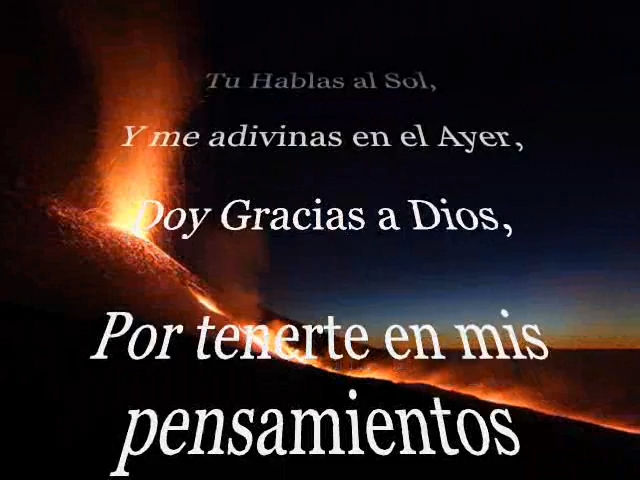 Tu Hablas al Sol,
Y me adivinas en el Ayer,
Doy Gracias a Dios,
Por tenerte en mis
pensamientos